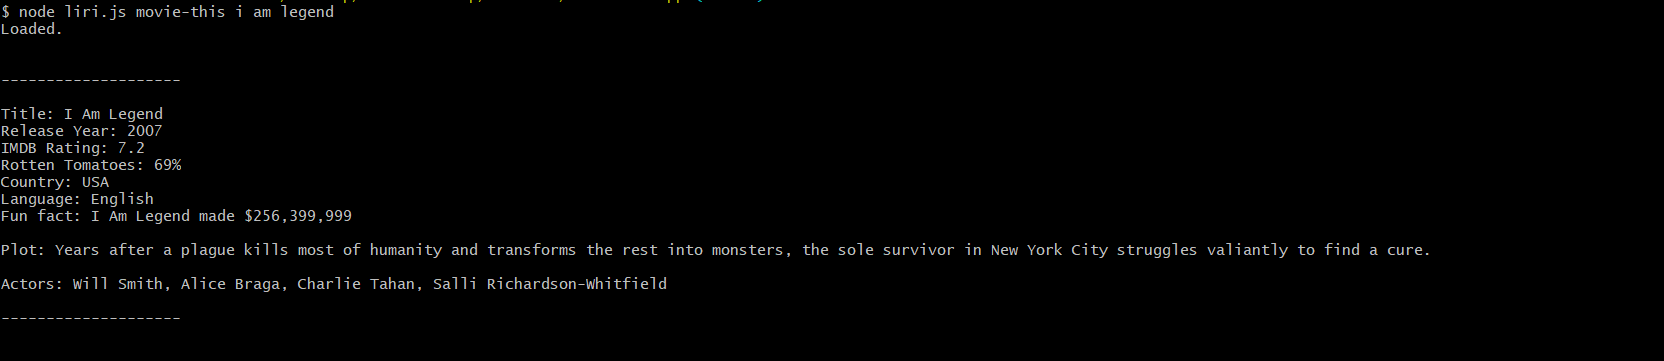 $ node liri.js movie-this i am legend
Loaded.
--------------------
Title: I Am Legend
Release Year: 2007
IMDB Rating: 7.2
Rotten Tomatoes: 69%
Country: USA
Language: English
Fun fact: I Am Legend made $256,399,999
Plot: Years after a plague kills most of humanity and transforms the rest into monsters, the sole survivor in New York City struggles valiantly to find a cure.
Actors: Will Smith, Alice Braga, Charlie Tahan, Salli Richardson-Whitfield
--------------------